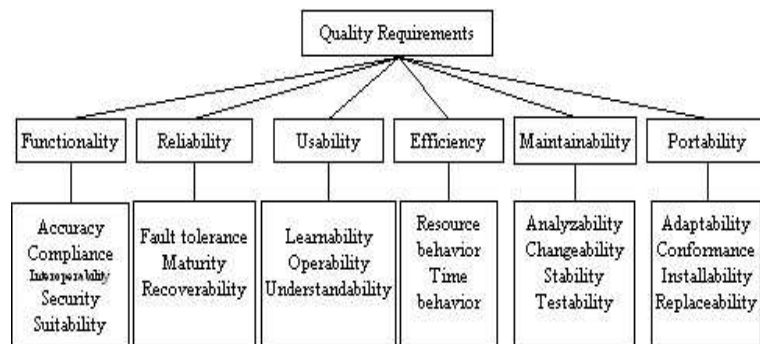 Quality Requirements
Functionality
Reliability
Usability
Efficiency
Maintainability
Portability
Accuracy
Compliance
Interoperability
Security
Suitability
Fault tolerance
Maturity
Recoverability
Learnability
Operability
Understandability
Resource
behavior
Time
behavior
Analyzability
Changeability
Stability
Testability
Adaptability
Conformance
Installability
Replaceability